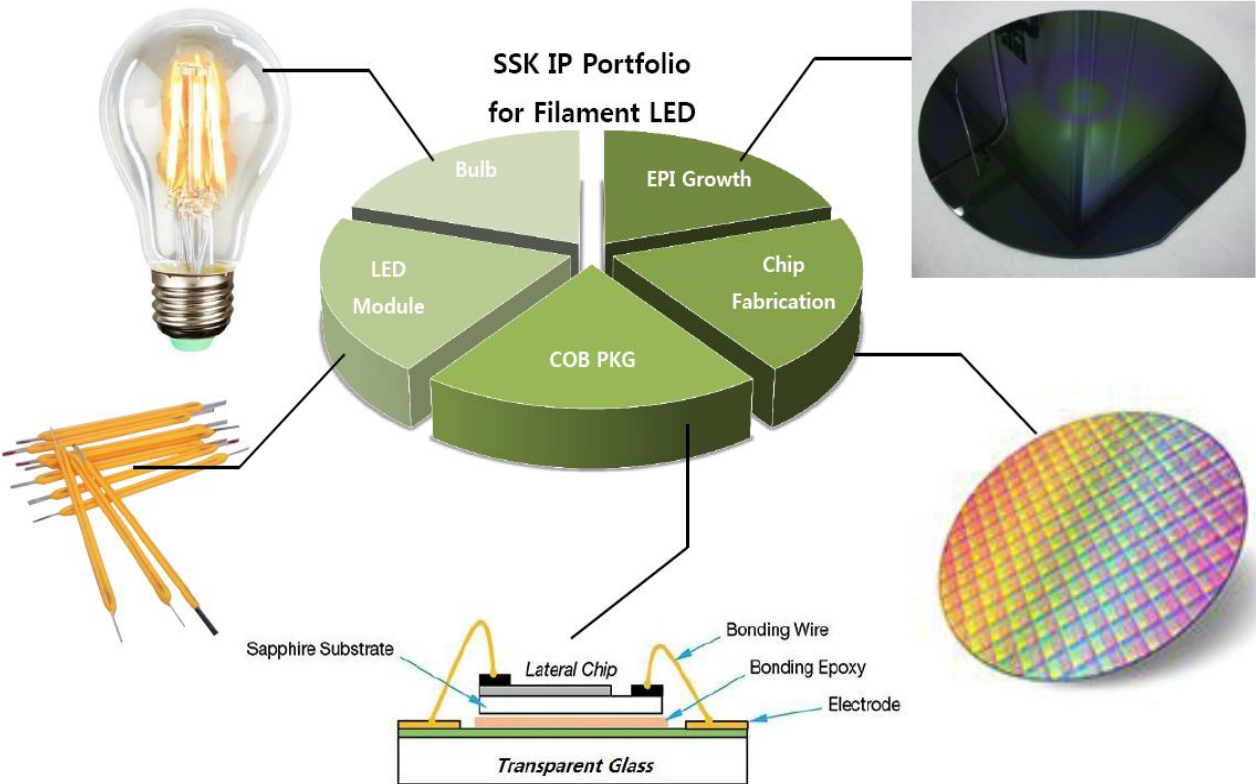 SSK IP Portfolio
for Filament LED
Bulb
EPI Growth
LED
Module
Chip
Fabrication
COB PKG
Sapphire Substrate
Lateral Chip
Bonding Wire
Bonding Epoxy
Electrode
Transparent Glass